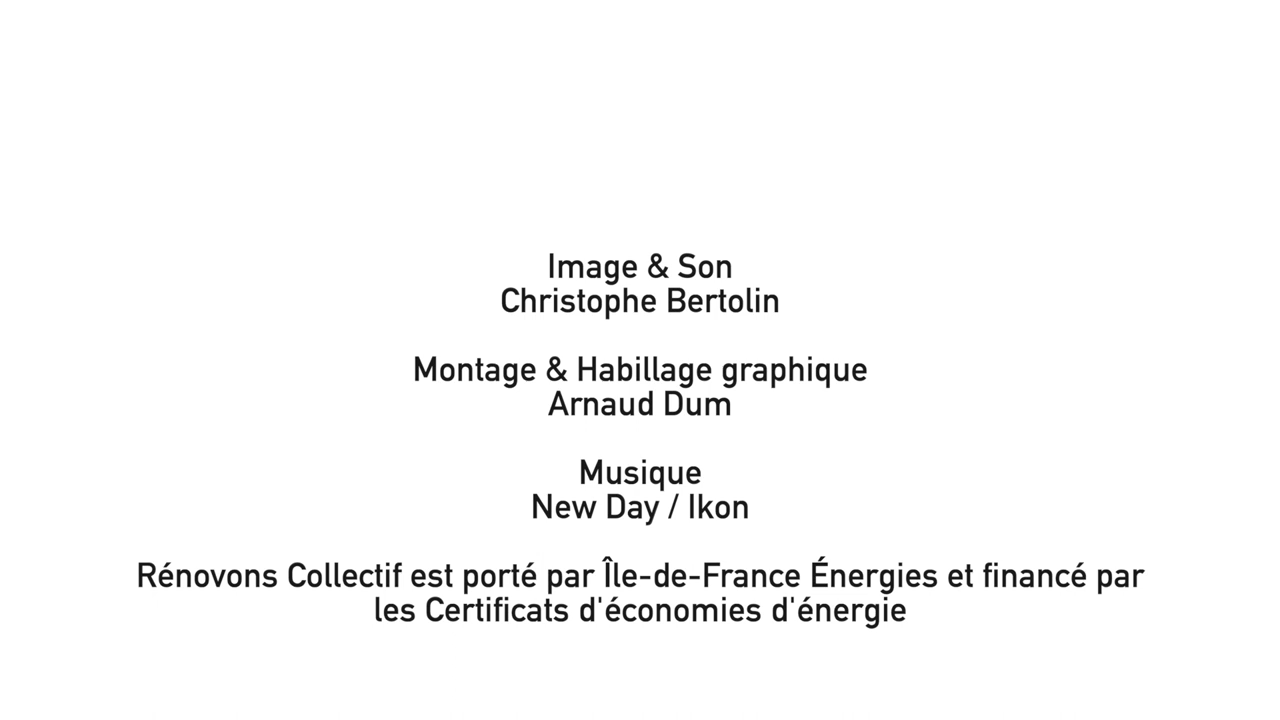 Image & Son
Christophe Bertolin
Montage & Habillage graphique
Arnaud Dum
Musique
New Day / Ikon
Rénovons Collectif est porté par Île-de-France Énergies et financé par
les Certificats d'économies d'énergie